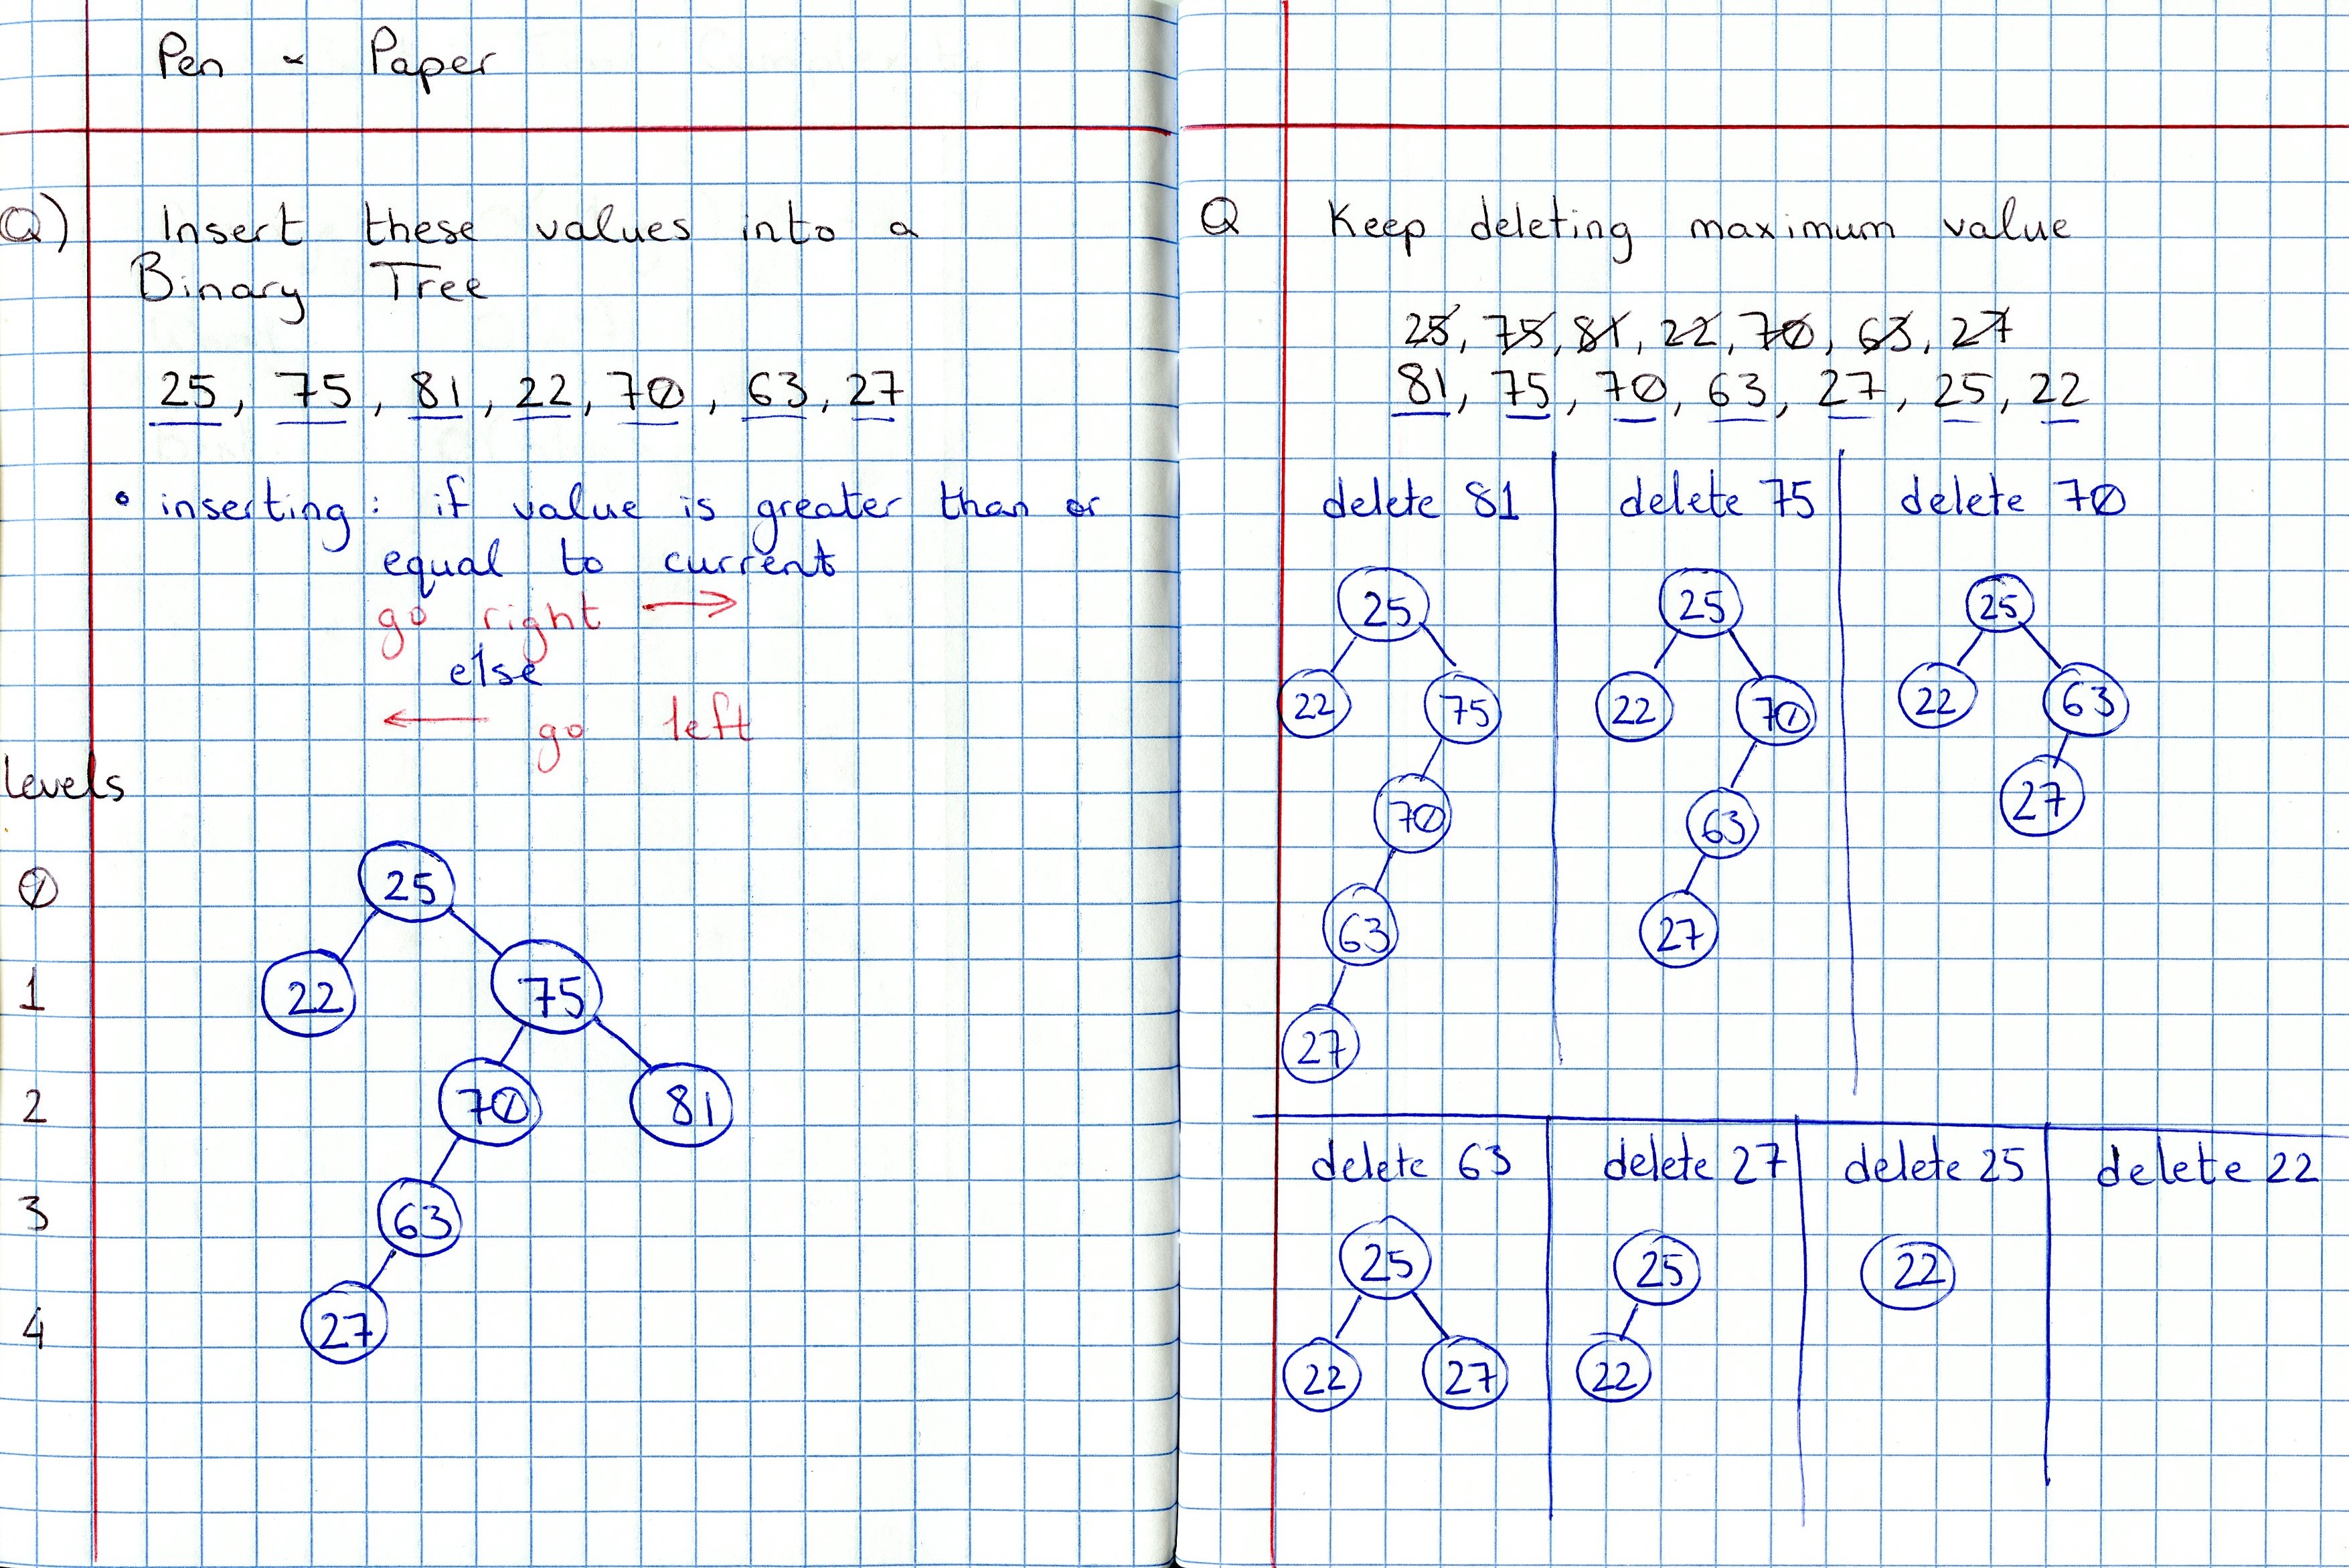 Pen - Paper
Q) Insert these values into a
Binary Tree
25, 75, 81, 22, 70, 63, 27
• inserting: if value is greater than or
equal to current
go right →
else
← go left
levels
0
25
1
22 75
2
70 81
3
63
4
27
Q Keep deleting maximum value
25, 75, 81, 22, 70, 63, 27
81, 75, 70, 63, 27, 25, 22
delete 81
25
22 75
70
63
27
delete 75
25
22 70
63
27
delete 70
25
22 63
27
delete 63
25
22 27
delete 27
25
22
delete 25
22
delete 22